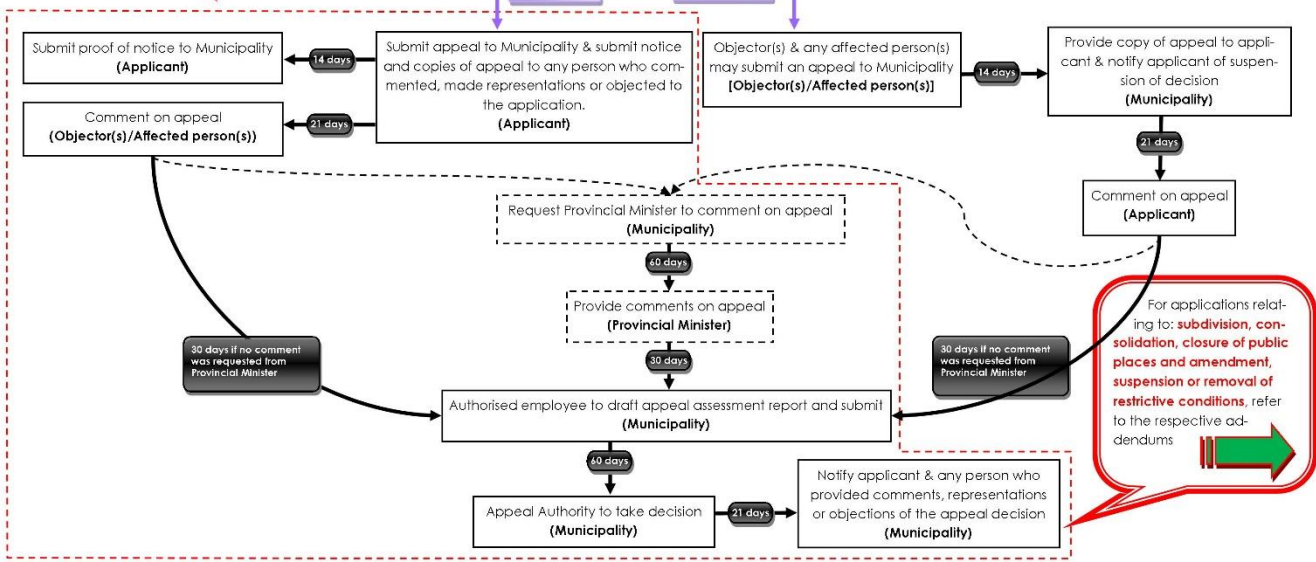 Submit proof of notice to Municipality
(Applicant)
14 days
Submit appeal to Municipality & submit notice
and copies of appeal to any person who com-
mented, made representations or objected to
the application.
(Applicant)
Objector(s) & any affected person(s)
may submit an appeal to Municipality
[Objector(s)/Affected person(s)]
14 days
Provide copy of appeal to appli-
cant & notify applicant of suspen-
sion of decision
(Municipality)
Comment on appeal
(Objector(s)/Affected person(s))
21 days
21 days
Comment on appeal
(Applicant)
Request Provincial Minister to comment on appeal
(Municipality)
60 days
Provide comments on appeal
(Provincial Minister)
30 days if no comment
was requested from
Provincial Minister
30 days
30 days if no comment
was requested from
Provincial Minister
For applications relat-
ing to: subdivision, con-
solidation, closure of public
places and amendment,
suspension or removal of
restrictive conditions, refer
to the respective ad-
dendums
Authorised employee to draft appeal assessment report and submit
(Municipality)
60 days
Appeal Authority to take decision
(Municipality)
21 days
Notify applicant & any person who
provided comments, representations
or objections of the appeal decision
(Municipality)